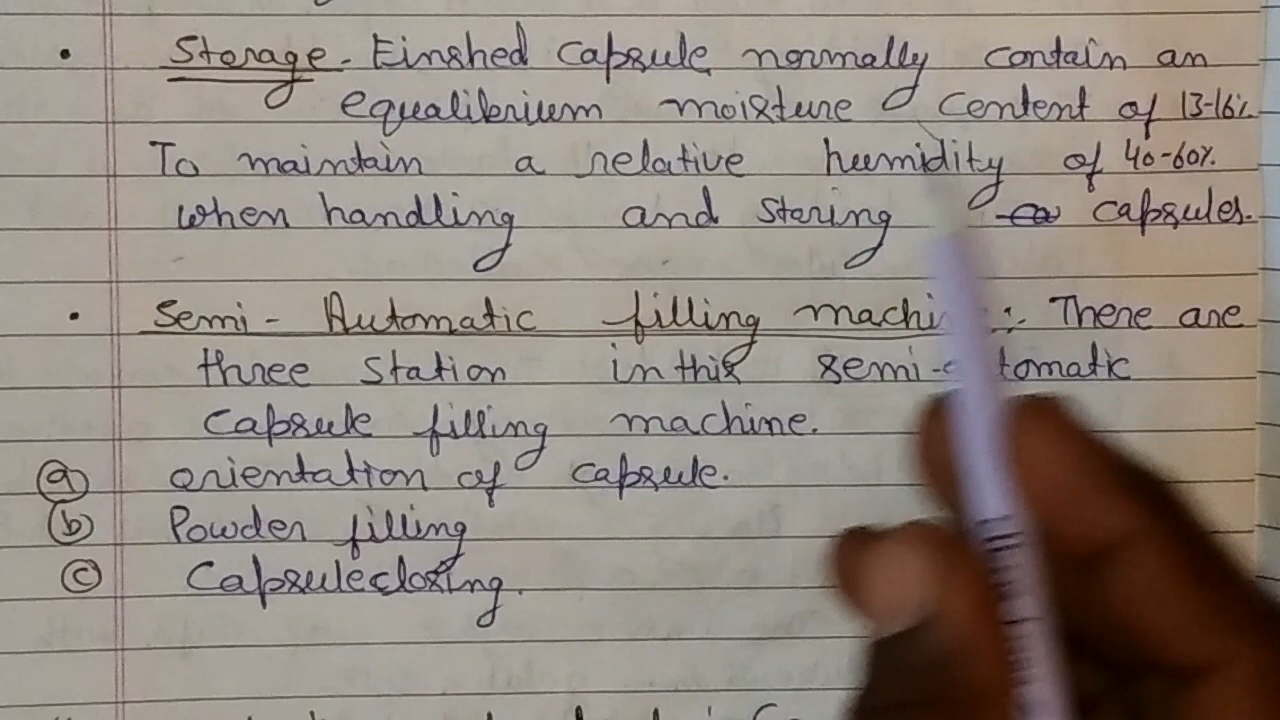 • Storage - Finshed capsule normally contain an
equalibrium moisture content of 13-16%.
To maintain a relative humidity of 40-60%.
when handling and storing capsules.
• Semi - Automatic filling machi :- There are
three station in this semi- tomatic
capsule filling machine.
(a) orientation of capsule.
(b) Powder filling
(c) Capsuleclosing.